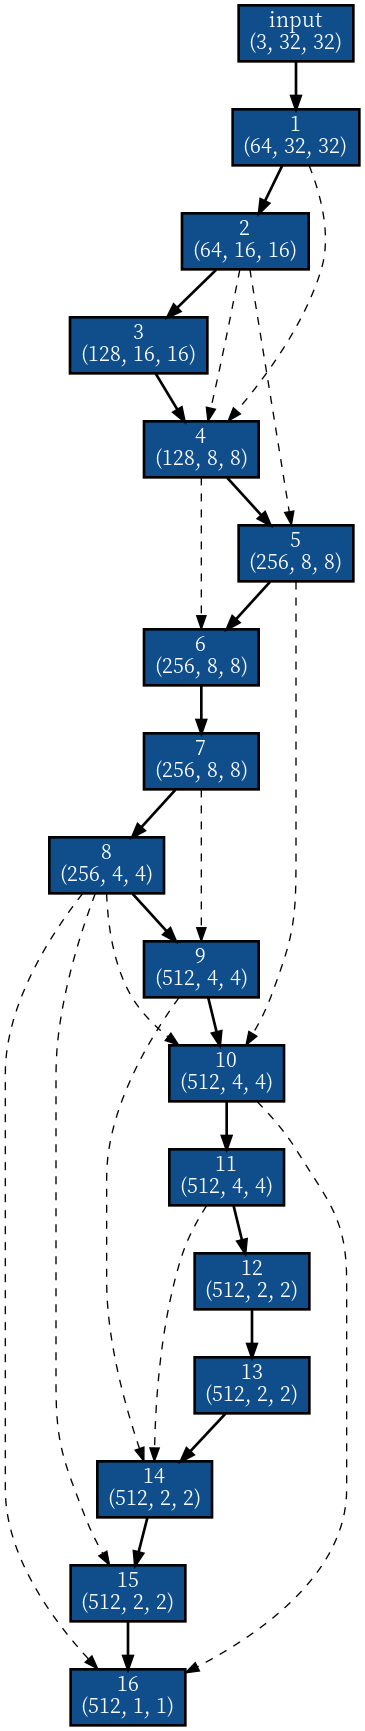 input
(3, 32, 32)
1
(64, 32, 32)
2
(64, 16, 16)
3
(128, 16, 16)
4
(128, 8, 8)
5
(256, 8, 8)
6
(256, 8, 8)
7
(256, 8, 8)
8
(256, 4, 4)
9
(512, 4, 4)
10
(512, 4, 4)
11
(512, 4, 4)
12
(512, 2, 2)
13
(512, 2, 2)
14
(512, 2, 2)
15
(512, 2, 2)
16
(512, 1, 1)